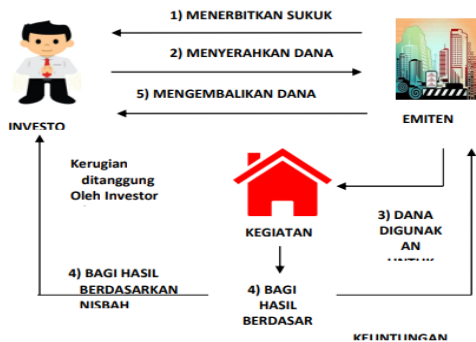 1) MENERBITKAN SUKUK
2) MENYERAHKAN DANA
5) MENGEMBALIKAN DANA
INVESTO
EMITEN
Kerugian
ditanggung
Oleh Investor
KEGIATAN
3) DANA
DIGUNAK
AN
UNTUK
4) BAGI HASIL
BERDASARKAN
NISBAH
4) BAGI
HASIL
BERDASAR
KEUNTUNGAN